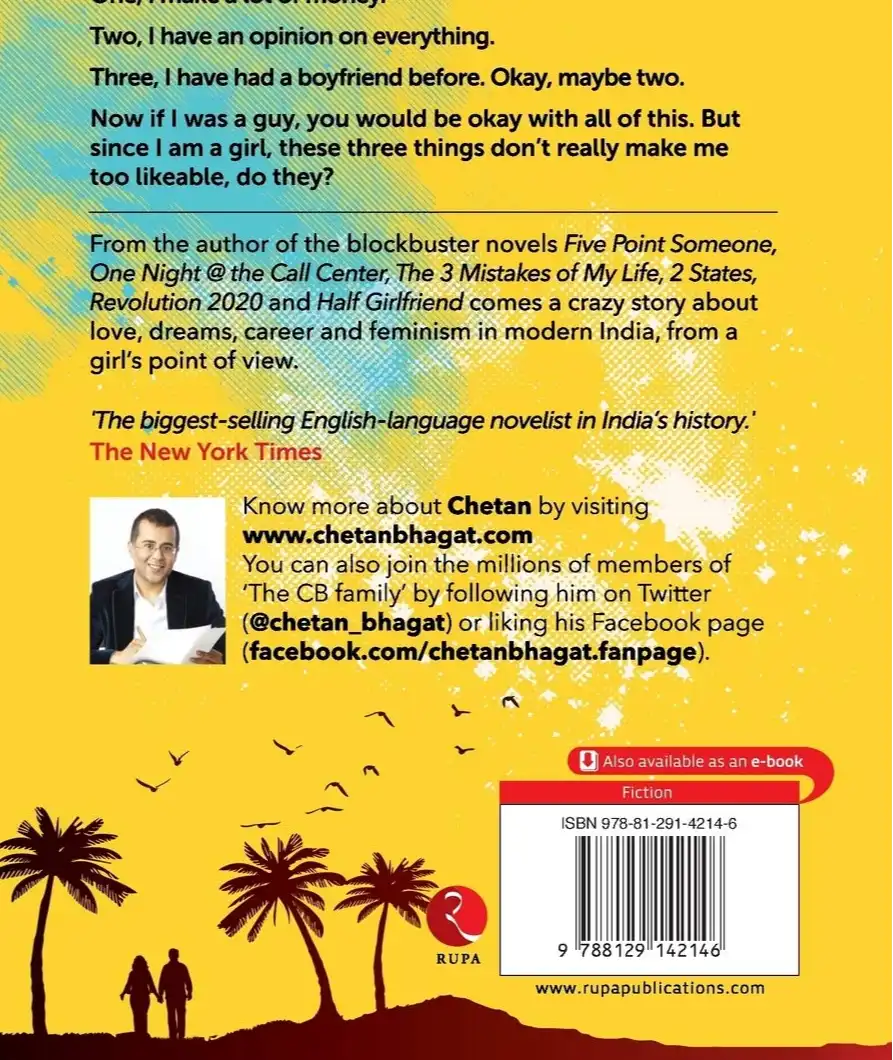 One, I make a lot of money.
Two, I have an opinion on everything.
Three, I have had a boyfriend before. Okay, maybe two.
Now if I was a guy, you would be okay with all of this. But
since I am a girl, these three things don't really make me
too likeable, do they?
From the author of the blockbuster novels Five Point Someone,
One Night @ the Call Center, The 3 Mistakes of My Life, 2 States,
Revolution 2020 and Half Girlfriend comes a crazy story about
love, dreams, career and feminism in modern India, from a
girl's point of view.
'The biggest-selling English-language novelist in India's history.'
The New York Times
Know more about Chetan by visiting
www.chetanbhagat.com
You can also join the millions of members of
'The CB family' by following him on Twitter
(@chetan_bhagat) or liking his Facebook page
(facebook.com/chetanbhagat.fanpage).
Also available as an e-book
Fiction
ISBN 978-81-291-4214-6
9 788129 142146
RUPA
www.rupapublications.com